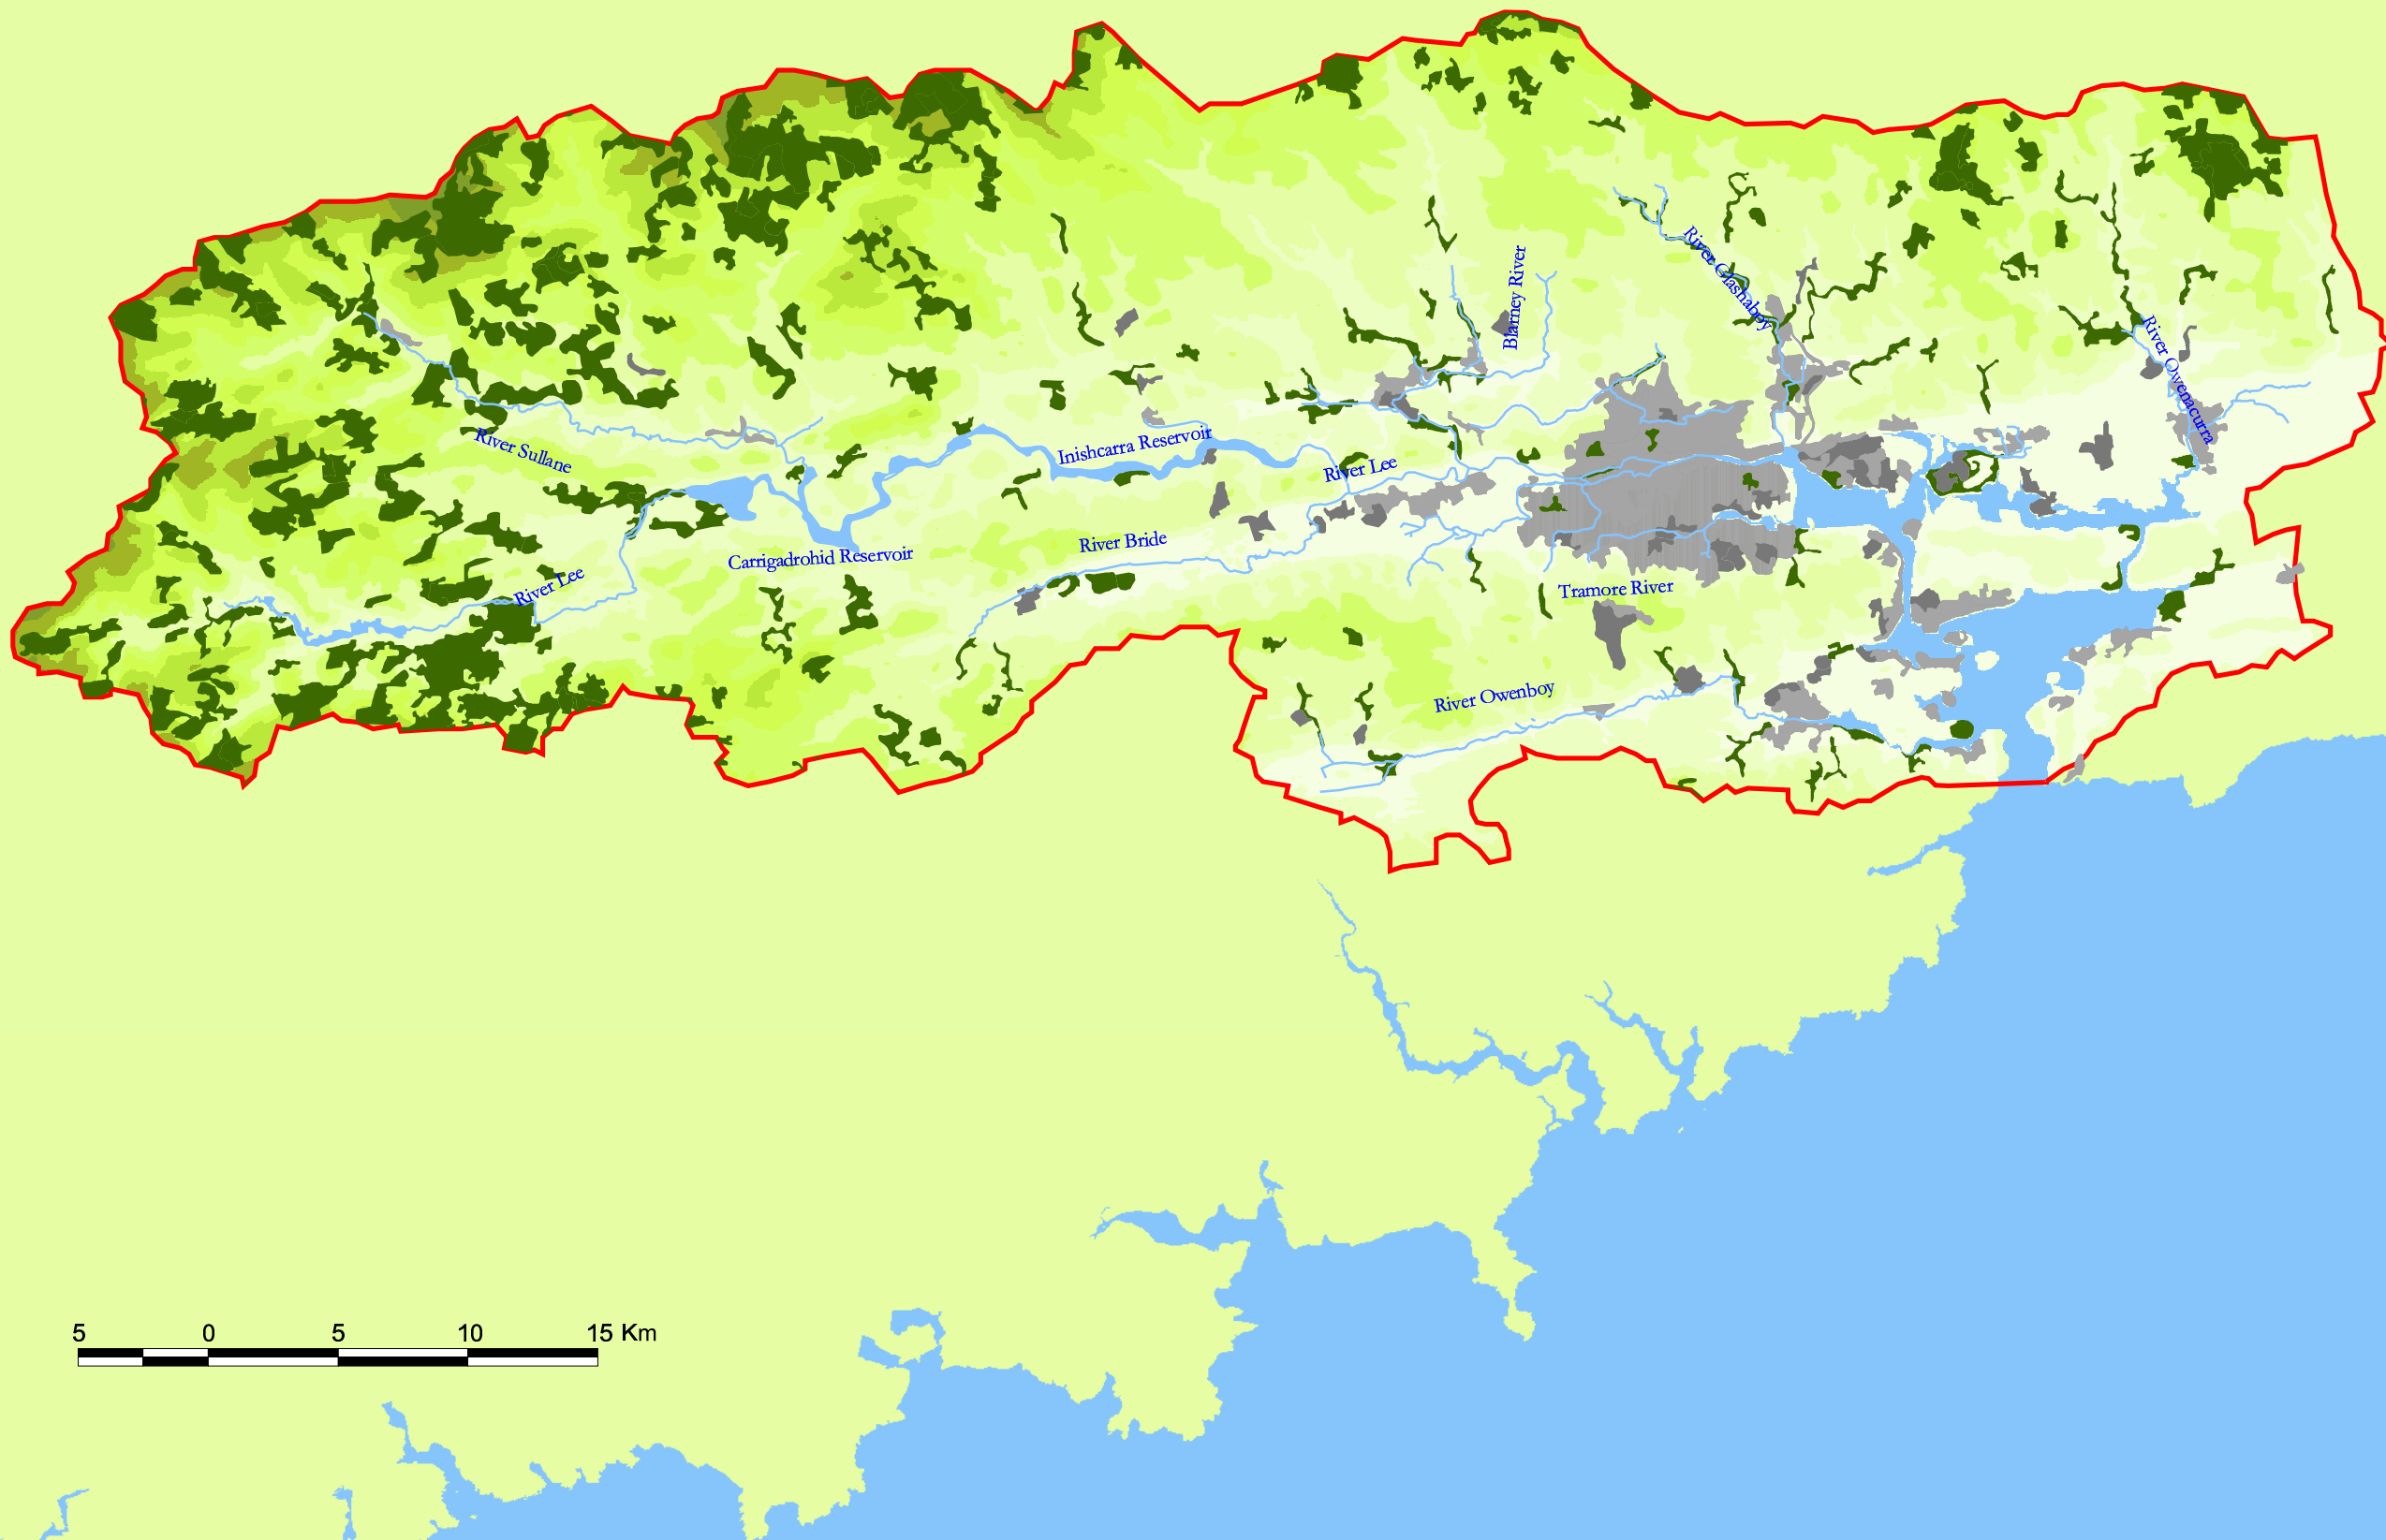 River Glashaboy
Blarney River
River Owenacurra
River Sullane
Inishcarra Reservoir
River Lee
River Bride
Carrigadrohid Reservoir
River Lee
Tramore River
River Owenboy
5 0 5 10 15 Km